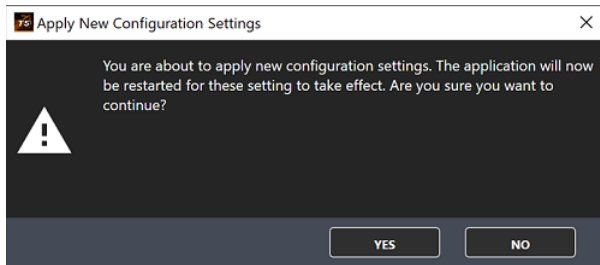 TS Apply New Configuration Settings
You are about to apply new configuration settings. The application will now
be restarted for these setting to take effect. Are you sure you want to
continue?
YES
NO